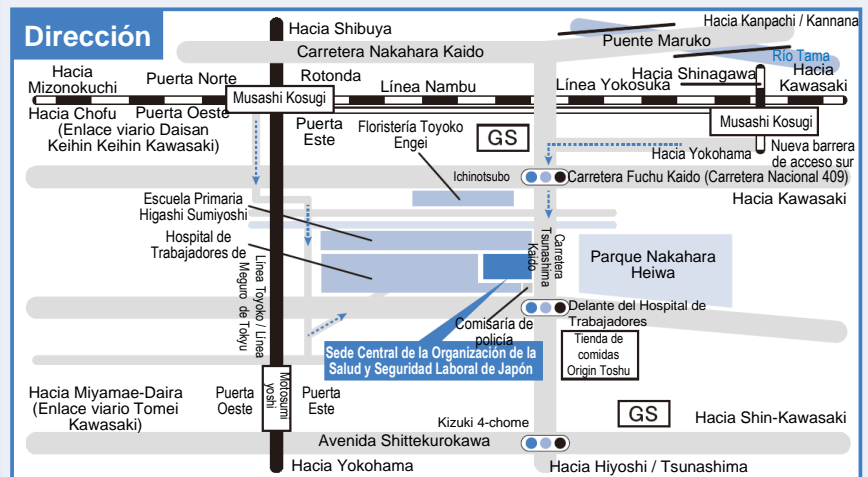 Dirección
Hacia Shibuya
Carretera Nakahara Kaido
Hacia Kanpachi / Kannana
Puente Maruko
Río Tama
Hacia
Mizonokuchi
Puerta Norte
Rotonda
Línea Nambu
Línea Yokosuka
Hacia Shinagawa
Hacia
Kawasaki
Musashi Kosugi
Musashi Kosugi
Hacia Chofu
(Enlace viario Daisan
Keihin Keihin Kawasaki)
Puerta Oeste
Puerta
Este
Floristería Toyoko
Engei
GS
Hacia Yokohama
Nueva barrera
de acceso sur
Ichinotsubo
Carretera Fuchu Kaido (Carretera Nacional 409)
Hacia Kawasaki
Escuela Primaria
Higashi Sumiyoshi
Hospital de
Trabajadores de
Línea Toyoko / Línea
Meguro de Tokyu
Carretera
Tsunashima
Kaido
Parque Nakahara
Heiwa
Comisaría de
policía
Delante del Hospital de
Trabajadores
Sede Central de la Organización de la
Salud y Seguridad Laboral de Japón
Tienda de
comidas
Origin Toshu
Hacia Miyamae-Daira
(Enlace viario Tomei
Kawasaki)
Puerta
Oeste
Motosumi
yoshi
Puerta
Este
Kizuki 4-chome
GS
Hacia Shin-Kawasaki
Avenida Shittekurokawa
Hacia Yokohama
Hacia Hiyoshi / Tsunashima